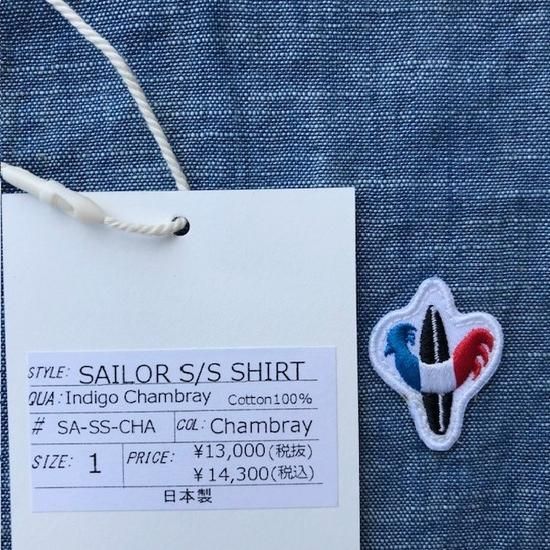 STYLE: SAILOR S/S SHIRT
QUA: Indigo Chambray Cotton100%
# SA-SS-CHA COL: Chambray
SIZE: 1 PRICE: ¥13,000(税抜)
¥14,300(税込)
日本製